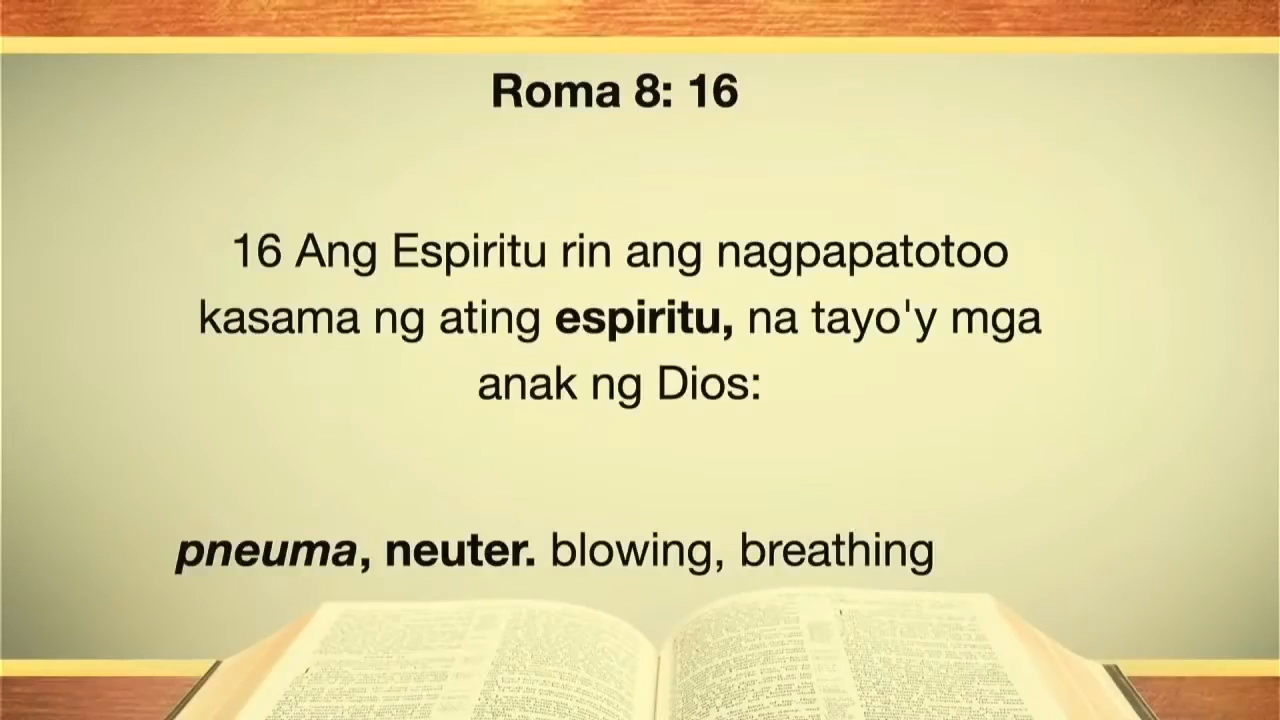 Roma 8: 16
16 Ang Espiritu rin ang nagpapatotoo
kasama ng ating espiritu, na tayo'y mga
anak ng Dios:
pneuma, neuter. blowing, breathing